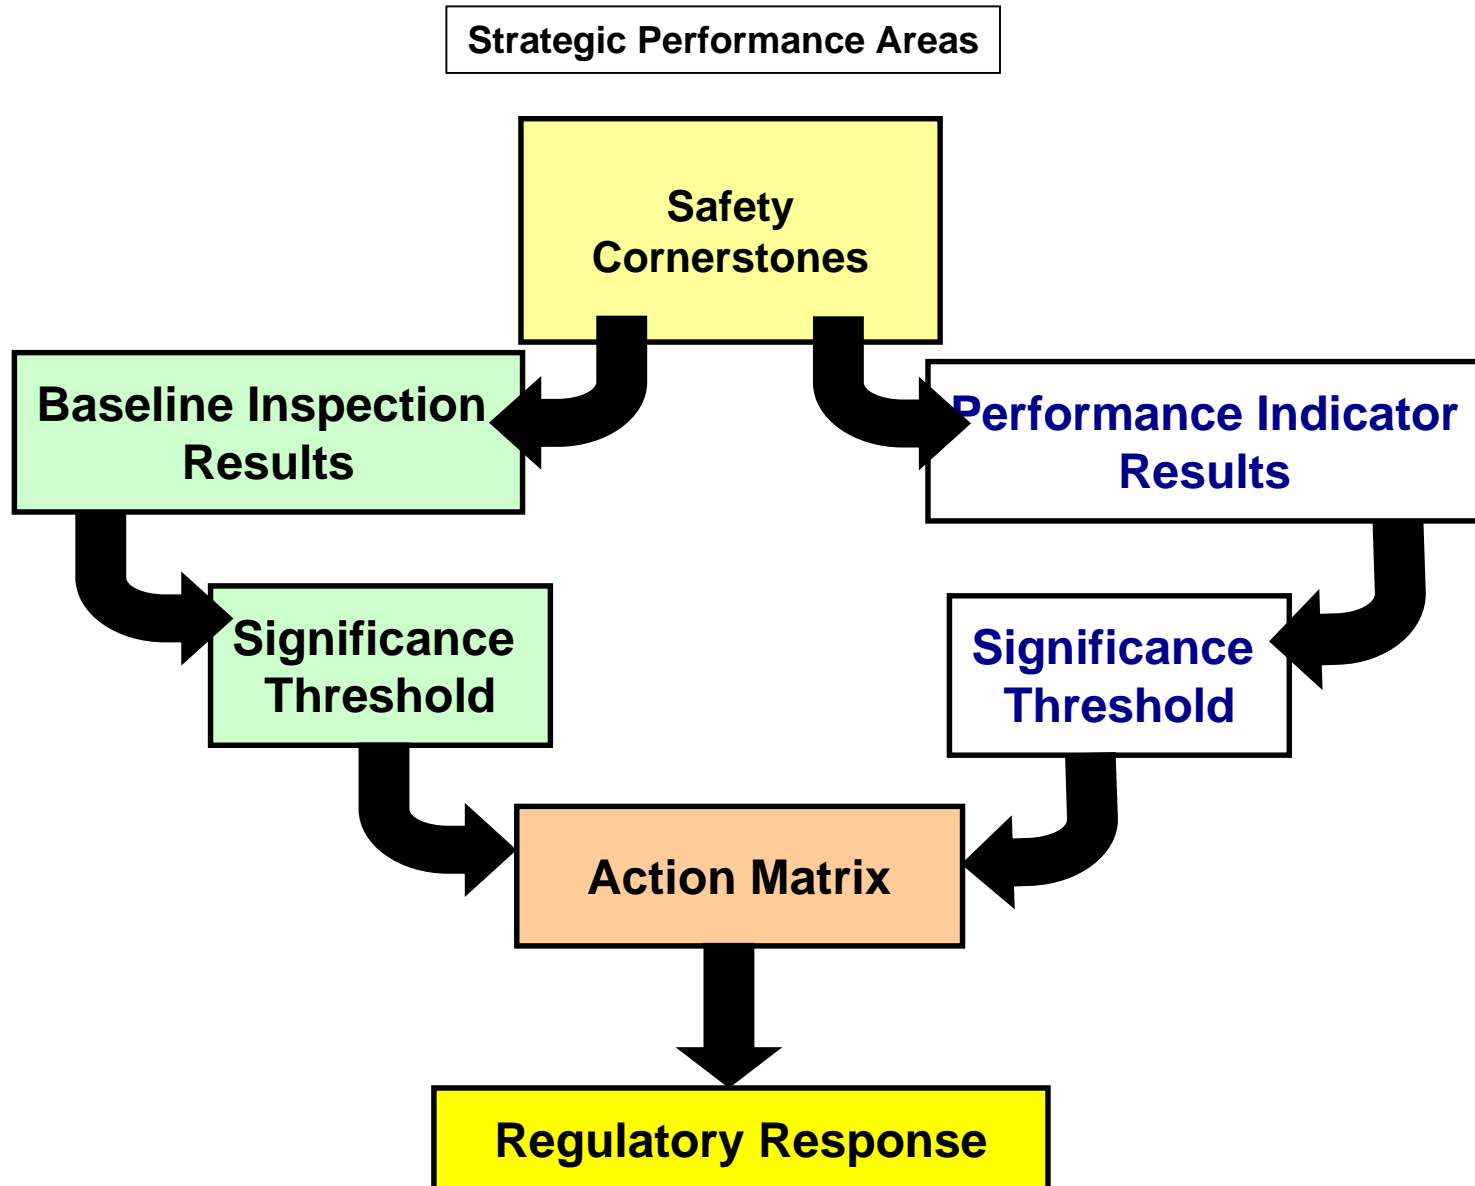 Strategic Performance Areas
Safety
Cornerstones
Baseline Inspection
Results
Performance Indicator
Results
Significance
Threshold
Significance
Threshold
Action Matrix
Regulatory Response